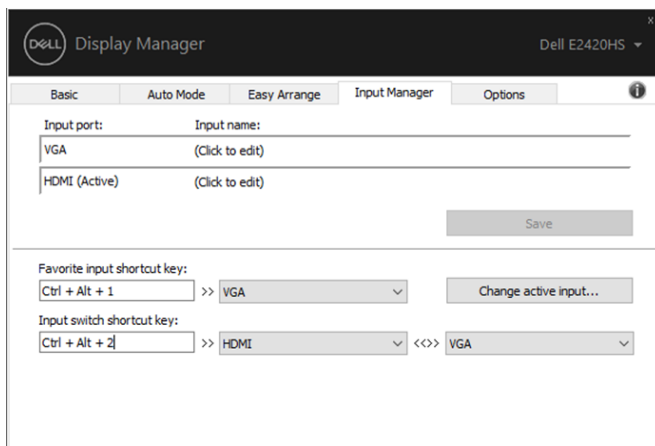 x
DELL Display Manager Dell E2420HS
Basic Auto Mode Easy Arrange Input Manager Options i
Input port: Input name:
VGA (Click to edit)
HDMI (Active) (Click to edit)
Save
Favorite input shortcut key:
Ctrl + Alt + 1 >> VGA Change active input...
Input switch shortcut key:
Ctrl + Alt + 2 >> HDMI <<>> VGA